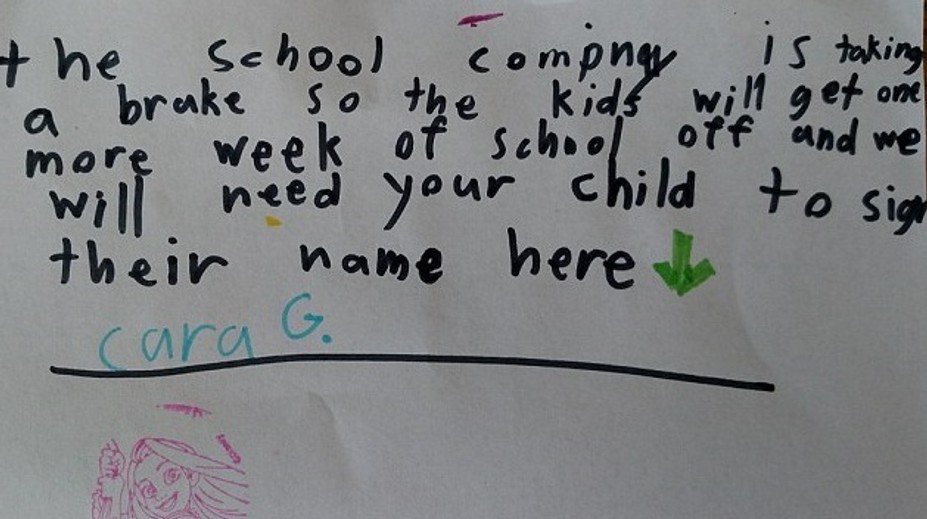 the school compny is taking
a brake so the kids will get one
more week of school off and we
will need your child to sign
their name here
cara G.